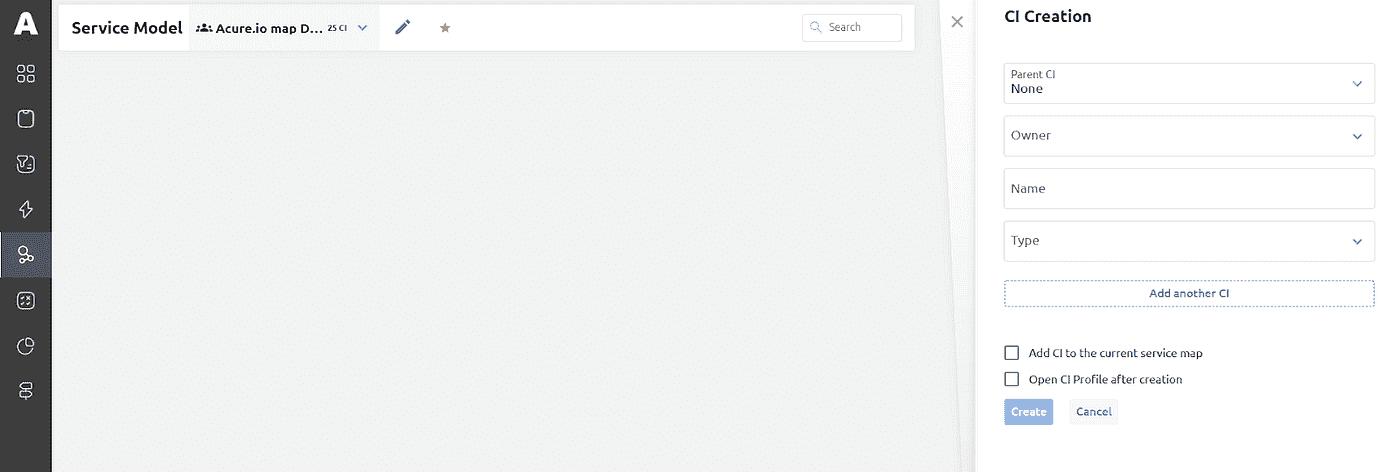 A
Service Model
Acure.io map D... 25 CI
Search
CI Creation
Parent CI
None
Owner
Name
Type
Add another CI
Add CI to the current service map
Open CI Profile after creation
Create
Cancel